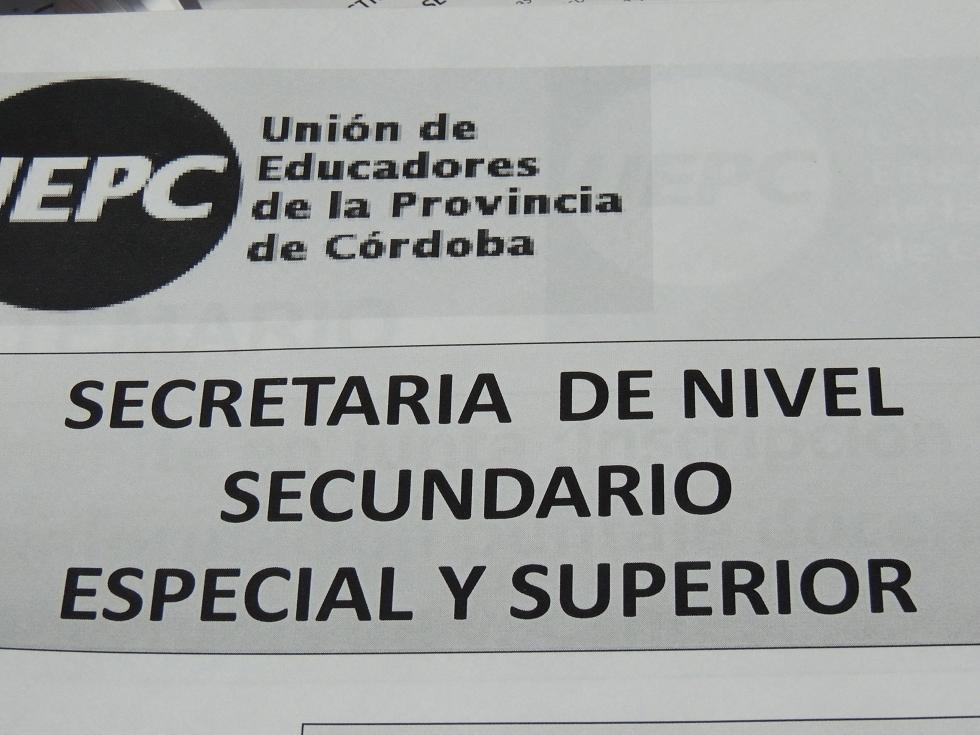 UEPC
Unión de
Educadores
de la Provincia
de Córdoba
SECRETARIA DE NIVEL
SECUNDARIO
ESPECIAL Y SUPERIOR